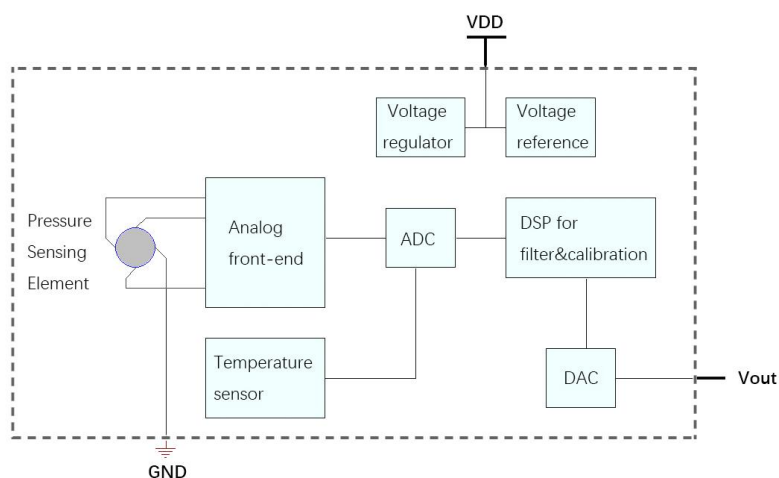 VDD
Vout
Voltage
regulator
Voltage
reference
Pressure
Sensing
Element
Analog
front-end
ADC
DSP for
filter&calibration
Temperature
sensor
DAC
GND